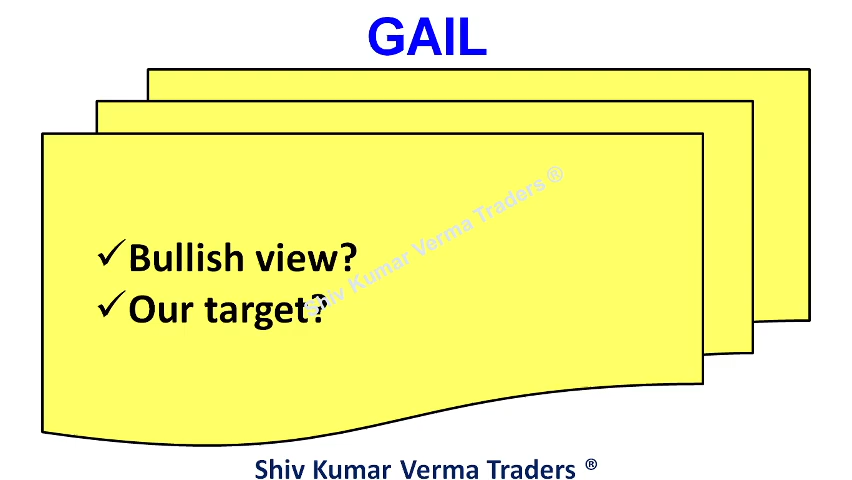 GAIL
✓Bullish view?
✓Our target?
Shiv Kumar Verma Traders ®
Shiv Kumar Verma Traders ®